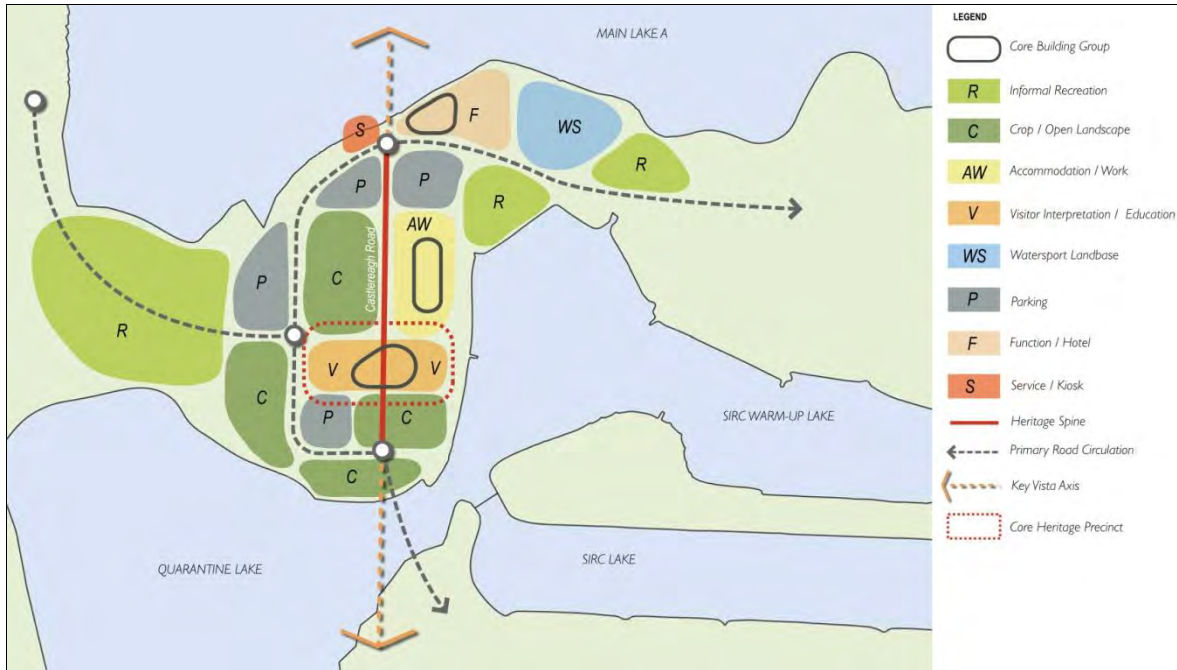 MAIN LAKE A
S
F
WS
R
P
P
R
AW
Castlereagh Road
C
P
R
V
V
C
P
C
C
SIRC WARM-UP LAKE
QUARANTINE LAKE
SIRC LAKE
LEGEND
Core Building Group
R Informal Recreation
C Crop / Open Landscape
AW Accommodation / Work
V Visitor Interpretation / Education
WS Watersport Landbase
P Parking
F Function / Hotel
S Service / Kiosk
Heritage Spine
Primary Road Circulation
Key Vista Axis
Core Heritage Precinct